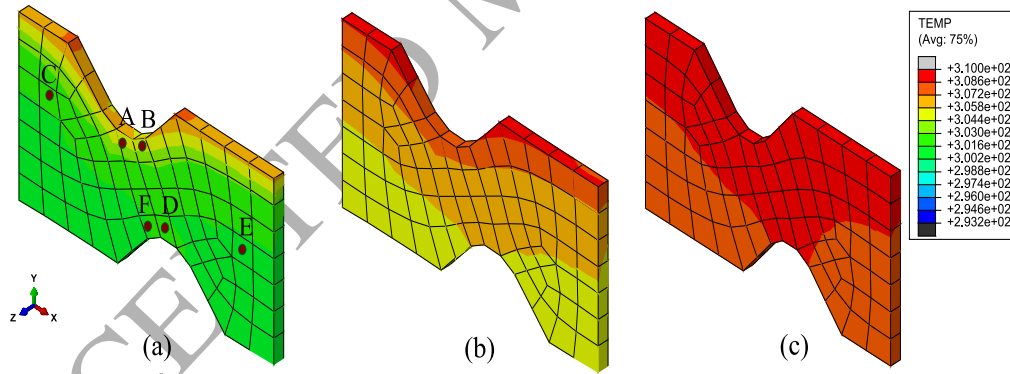 TEMP
(Avg: 75%)
+3.100e+02
+3.086e+02
+3.072e+02
+3.058e+02
+3.044e+02
+3.030e+02
+3.016e+02
+3.002e+02
+2.988e+02
+2.974e+02
+2.960e+02
+2.946e+02
+2.932e+02
C
A B
F D
E
Y
Z X
(a) (b) (c)